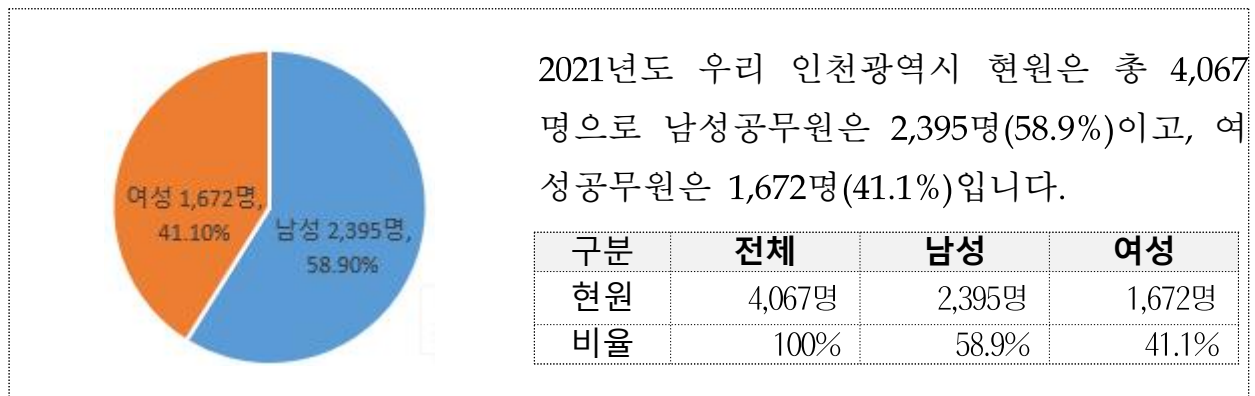 여성 1,672명,
41.10%
남성 2,395명,
58.90%
2021년도 우리 인천광역시 현원은 총 4,067
명으로 남성공무원은 2,395명(58.9%)이고, 여
성공무원은 1,672명(41.1%)입니다.
구분 전체 남성 여성
현원 4,067명 2,395명 1,672명
비율 100% 58.9% 41.1%